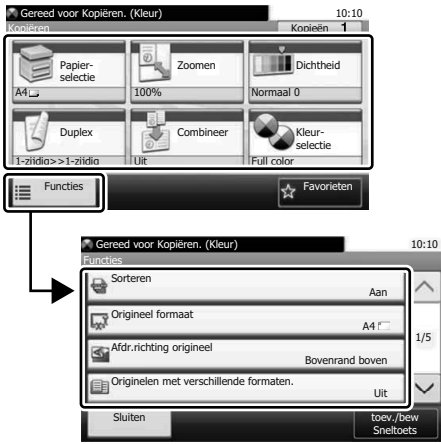 Gereed voor Kopiëren. (Kleur) 10:10
Kopiëren Kopieën 1
Papier-
selectie
A4
Zoomen
100%
Dichtheid
Normaal 0
Duplex
1-zijdig>>1-zijdig
Combineer
Uit
Kleur-
selectie
Full color
Functies
Favorieten
Gereed voor Kopiëren. (Kleur) 10:10
Functies
Sorteren
Aan
Origineel formaat
A4
Afdr.richting origineel
Bovenrand boven
Originelen met verschillende formaten.
Uit
1/5
Sluiten
toev./bew
Sneltoets